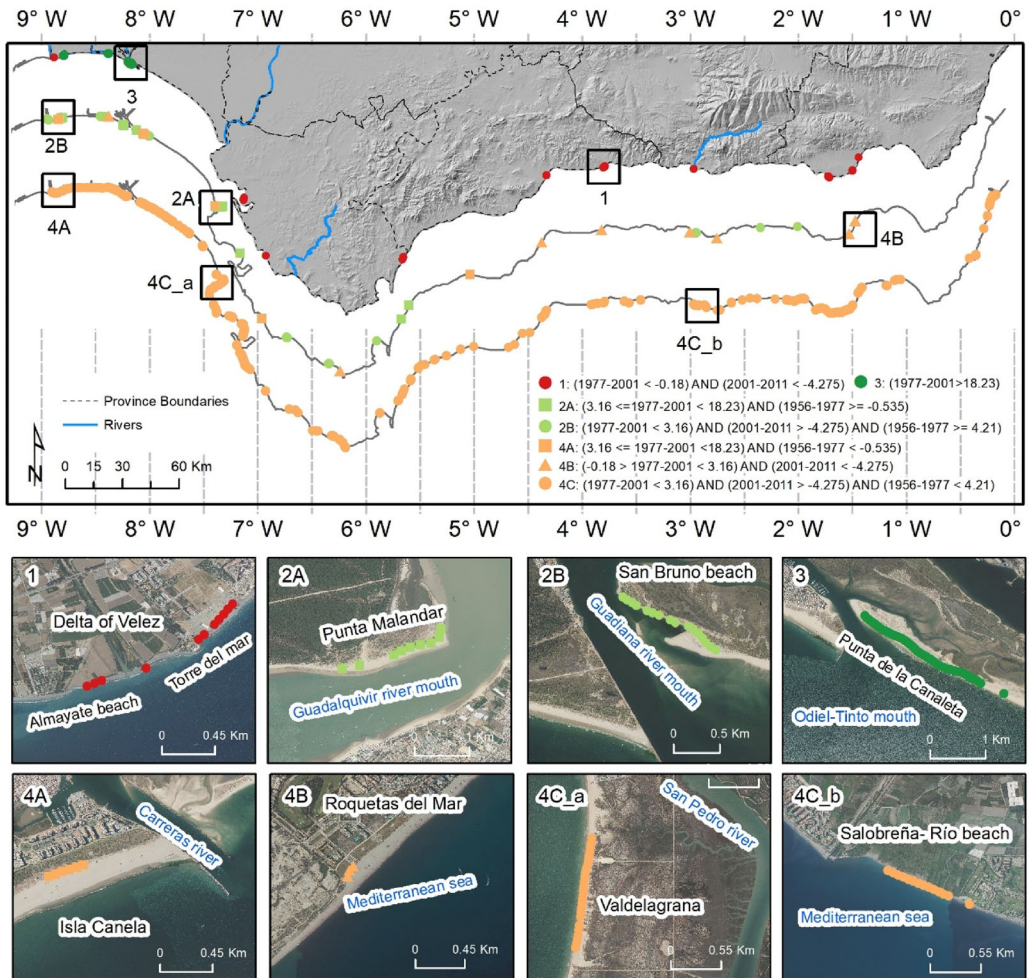 9° W 8° W 7° W 6° W 5° W 4° W 3° W 2° W 1° W 0°
3
2B
1
2A
4A
4B
4C_a
4C_b
1: (1977-2001 < -0.18) AND (2001-2011 < -4.275)
3: (1977-2001>18.23)
2A: (3.16 <=1977-2001 < 18.23) AND (1956-1977 >= -0.535)
2B: (1977-2001 < 3.16) AND (2001-2011 > -4.275) AND (1956-1977 >= 4.21)
4A: (3.16 <= 1977-2001 <18.23) AND (1956-1977 < -0.535)
4B: (-0.18 > 1977-2001 < 3.16) AND (2001-2011 < -4.275)
4C: (1977-2001 < 3.16) AND (2001-2011 > -4.275) AND (1956-1977 < 4.21)
Province Boundaries
Rivers
N
0 15 30 60 Km
9° W 8° W 7° W 6° W 5° W 4° W 3° W 2° W 1° W 0°
1
Delta of Velez
Torre del mar
Almayate beach
0 0.45 Km
2A
Punta Malandar
Guadalquivir river mouth
0 1 Km
2B
San Bruno beach
Guadiana river mouth
0 0.5 Km
3
Punta de la Canaleta
Odiel-Tinto mouth
0 1 Km
4A
Carreras river
Isla Canela
0 0.45 Km
4B
Roquetas del Mar
Mediterranean sea
0 0.45 Km
4C_a
San Pedro river
Valdelagrana
0 0.55 Km
4C_b
Salobreña- Río beach
Mediterranean sea
0 0.55 Km